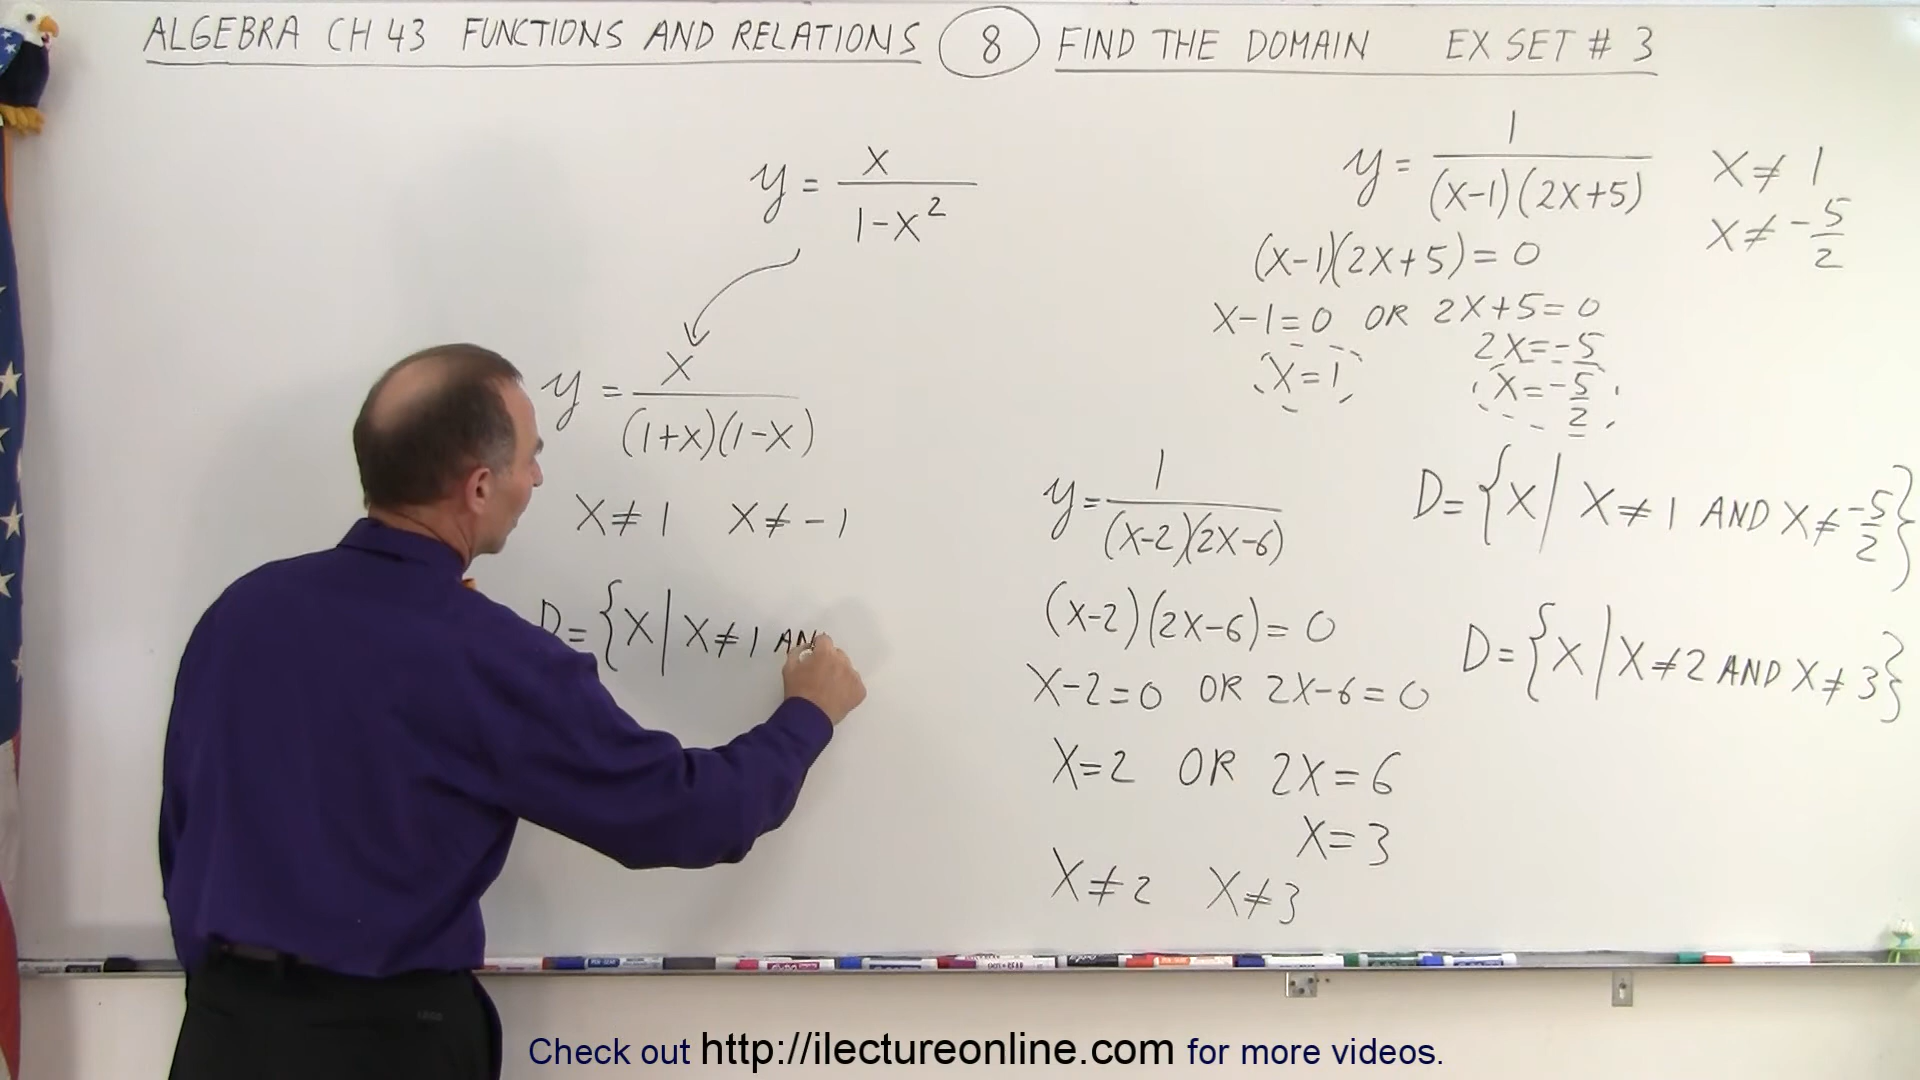 ALGEBRA CH 43 FUNCTIONS AND RELATIONS 8 FIND THE DOMAIN EX SET # 3
y = x / (1-x²)
y = x / ((1+x)(1-x))
x ≠ 1 x ≠ -1
D = {x | x ≠ 1 AN
y = 1 / ((x-1)(2x+5)) x ≠ 1
x ≠ -5/2
(x-1)(2x+5) = 0
x-1=0 OR 2x+5=0
2x=-5
x=1 x=-5/2
D = {x | x ≠ 1 AND x ≠ -5/2}
y = 1 / ((x-2)(2x-6))
(x-2)(2x-6) = 0
x-2=0 OR 2x-6=0
x=2 OR 2x=6
x=3
x ≠ 2 x ≠ 3
D = {x | x ≠ 2 AND x ≠ 3}
Check out http://ilectureonline.com for more videos.